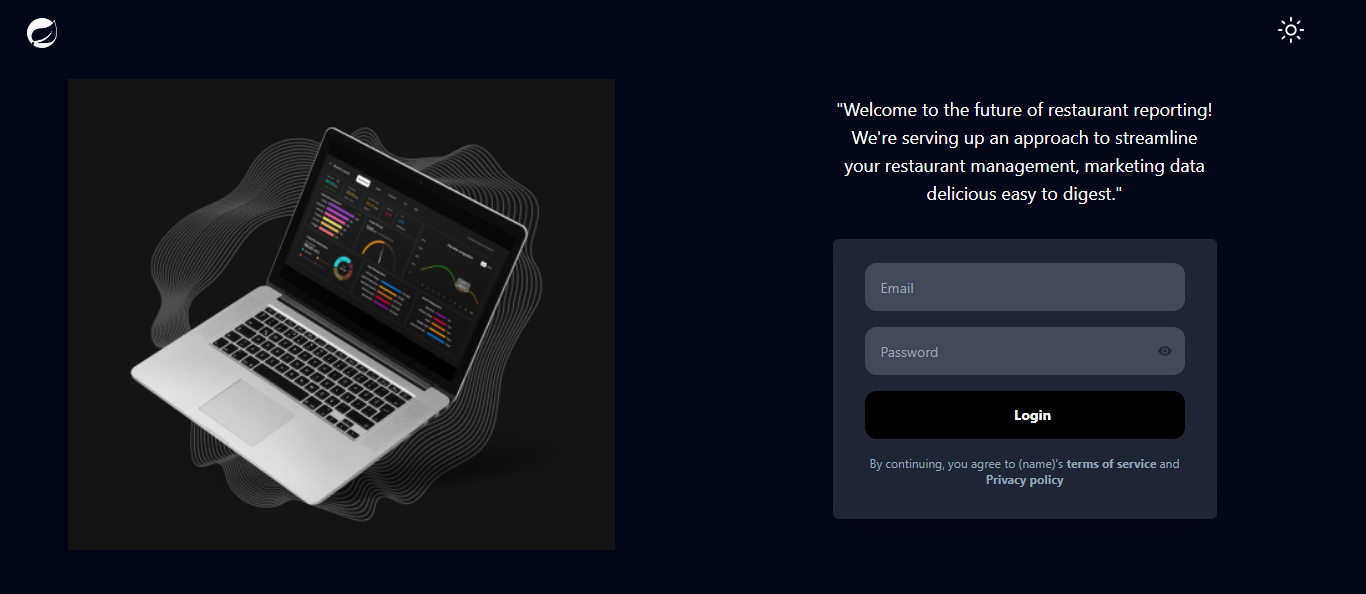 "Welcome to the future of restaurant reporting!
We're serving up an approach to streamline
your restaurant management, marketing data
delicious easy to digest."
Email
Password
Login
By continuing, you agree to (name)'s terms of service and
Privacy policy